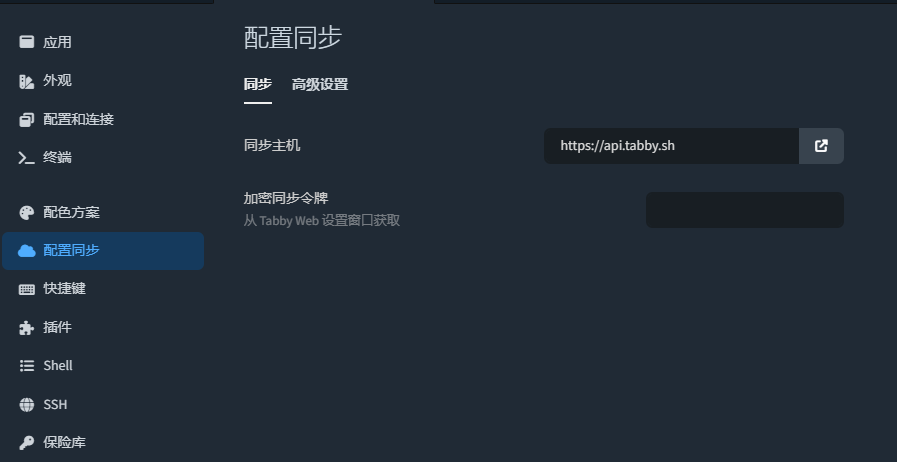 应用
外观
配置和连接
终端
配色方案
配置同步
快捷键
插件
Shell
SSH
保险库
配置同步
同步 高级设置
同步主机 https://api.tabby.sh
加密同步令牌
从 Tabby Web 设置窗口获取